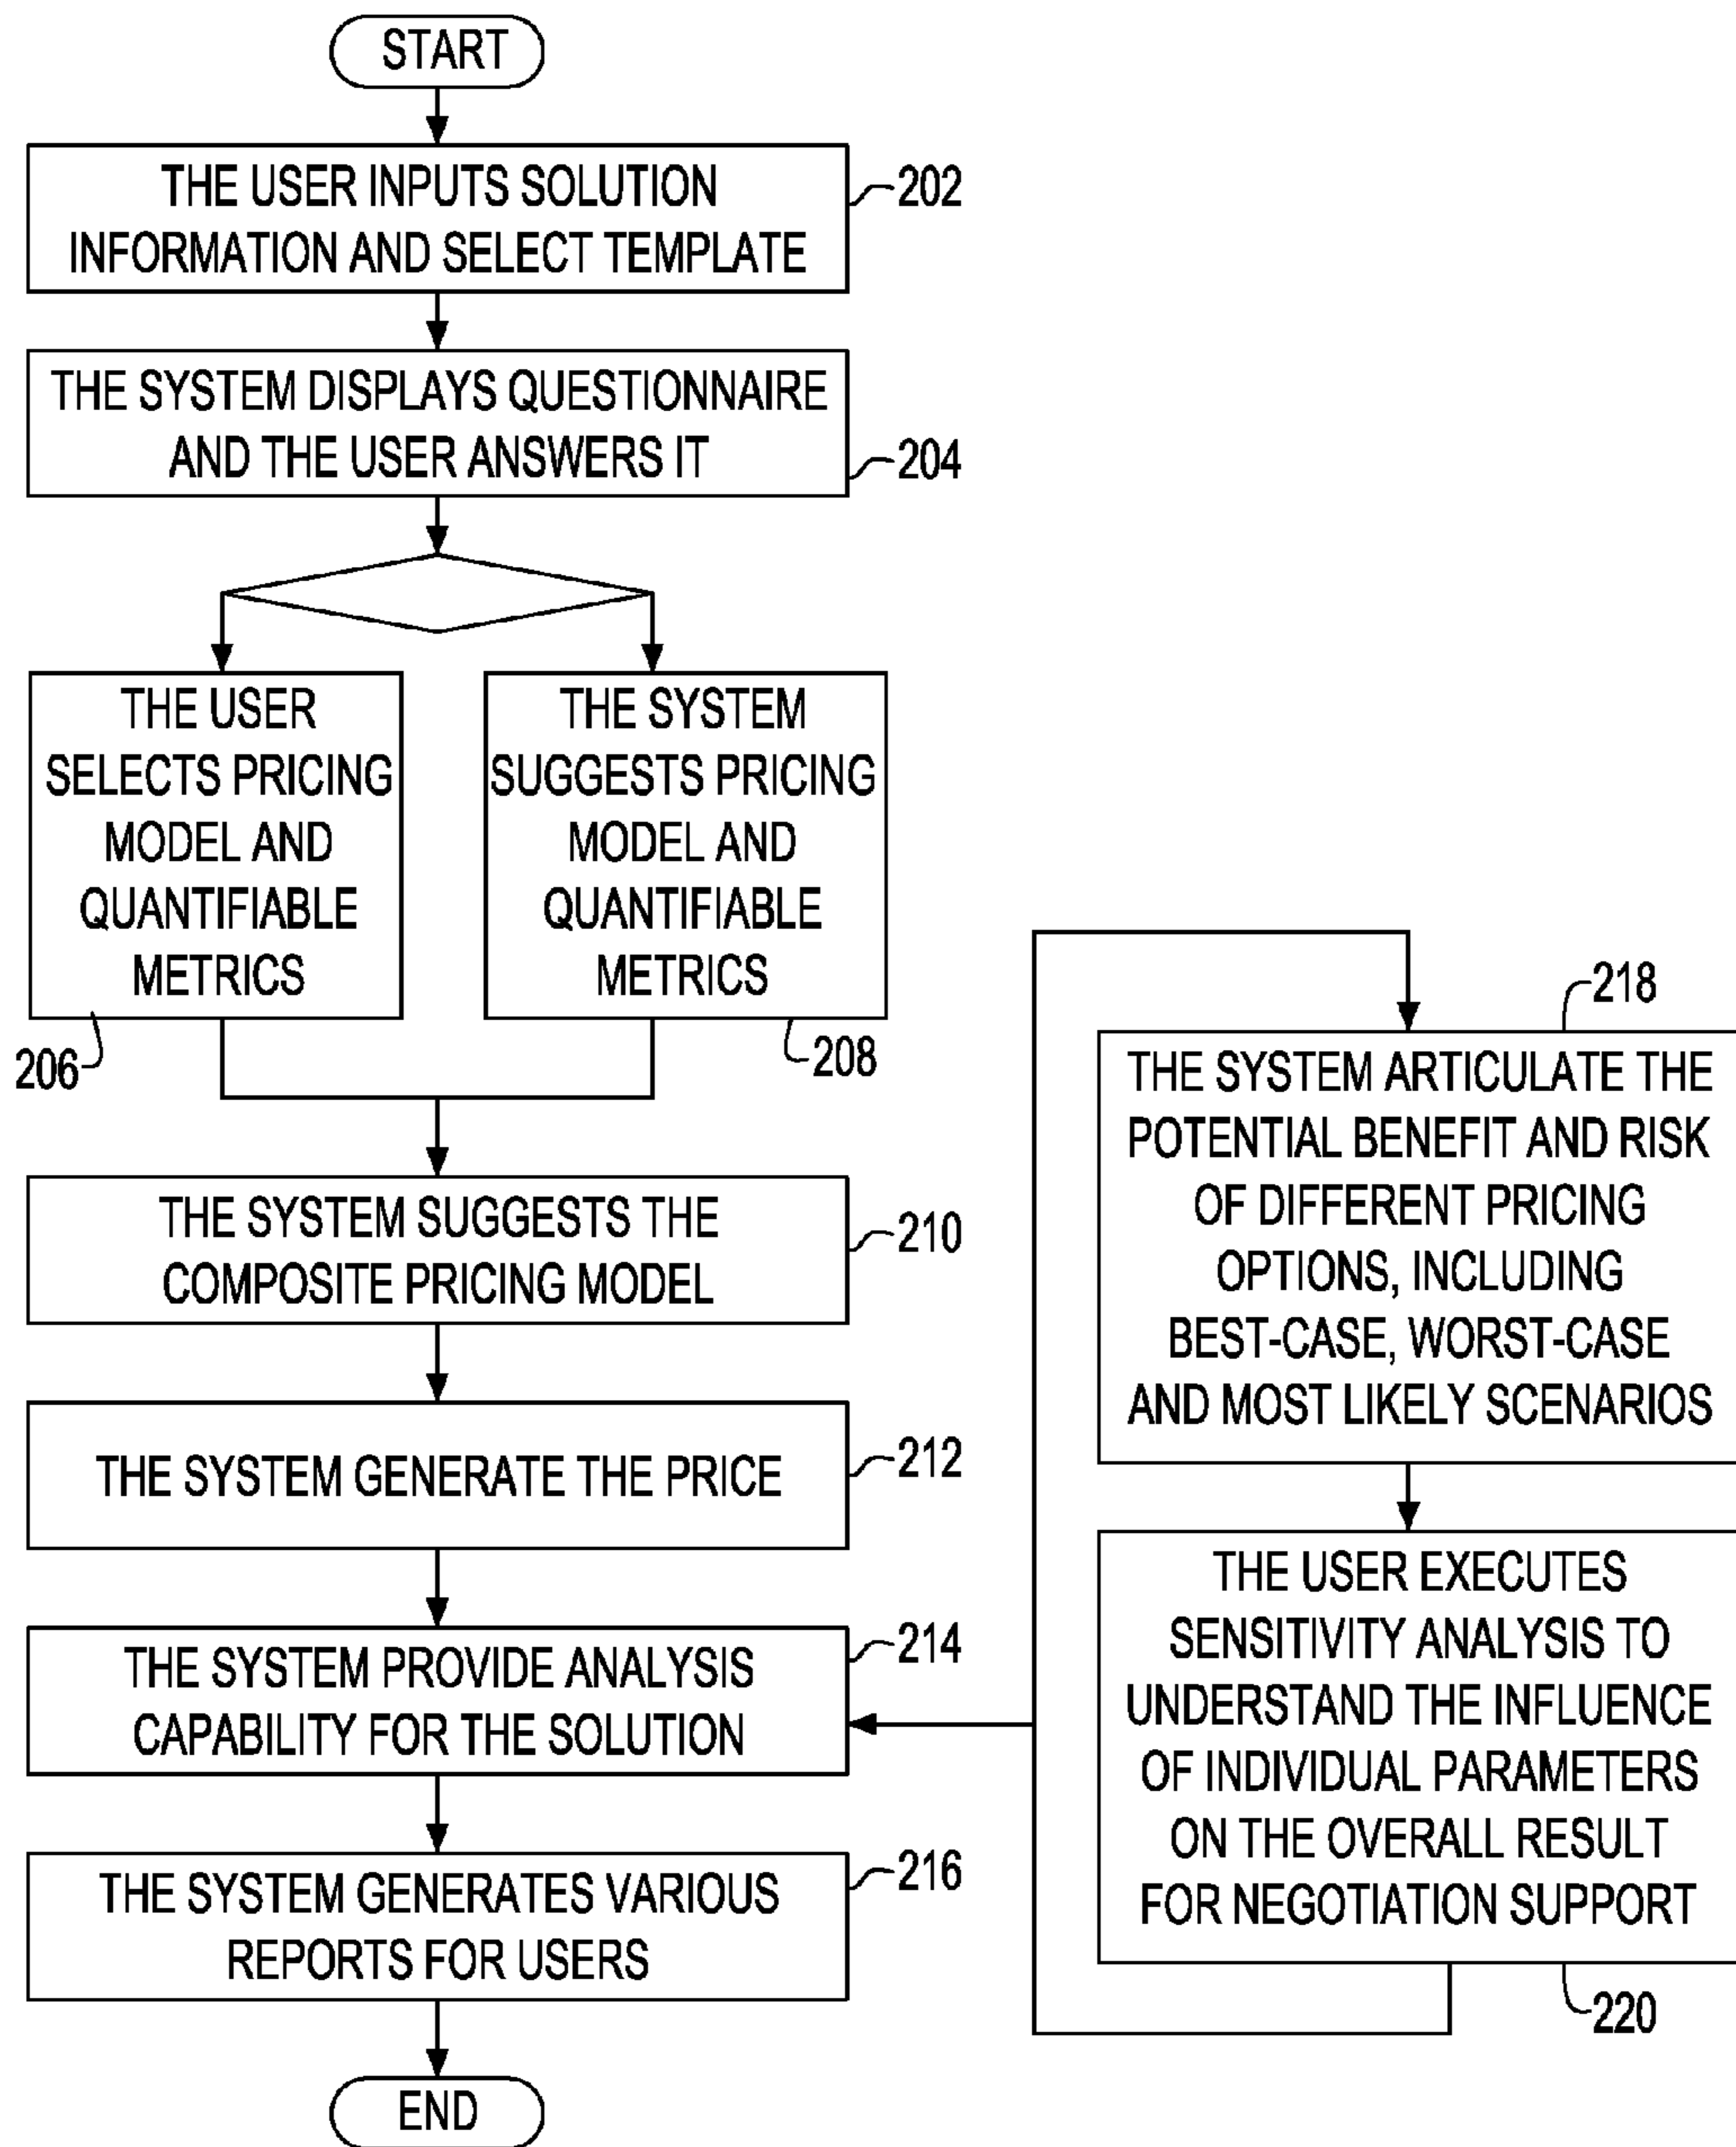 START
THE USER INPUTS SOLUTION
INFORMATION AND SELECT TEMPLATE
202
THE SYSTEM DISPLAYS QUESTIONNAIRE
AND THE USER ANSWERS IT
204
THE USER
SELECTS PRICING
MODEL AND
QUANTIFIABLE
METRICS
206
THE SYSTEM
SUGGESTS PRICING
MODEL AND
QUANTIFIABLE
METRICS
208
THE SYSTEM SUGGESTS THE
COMPOSITE PRICING MODEL
210
THE SYSTEM GENERATE THE PRICE
212
THE SYSTEM PROVIDE ANALYSIS
CAPABILITY FOR THE SOLUTION
214
THE SYSTEM GENERATES VARIOUS
REPORTS FOR USERS
216
END
218
THE SYSTEM ARTICULATE THE
POTENTIAL BENEFIT AND RISK
OF DIFFERENT PRICING
OPTIONS, INCLUDING
BEST-CASE, WORST-CASE
AND MOST LIKELY SCENARIOS
THE USER EXECUTES
SENSITIVITY ANALYSIS TO
UNDERSTAND THE INFLUENCE
OF INDIVIDUAL PARAMETERS
ON THE OVERALL RESULT
FOR NEGOTIATION SUPPORT
220